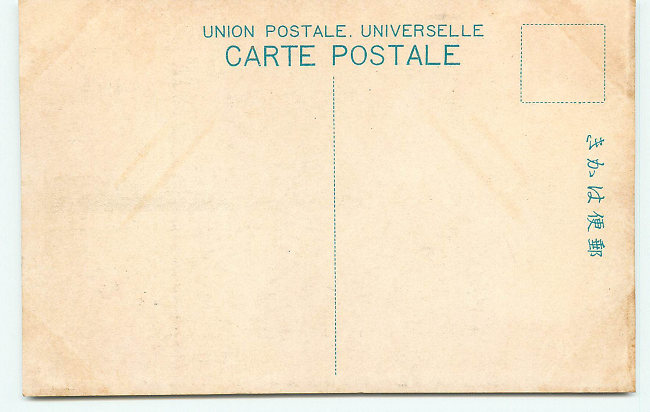 UNION POSTALE. UNIVERSELLE
CARTE POSTALE
きかは便郵